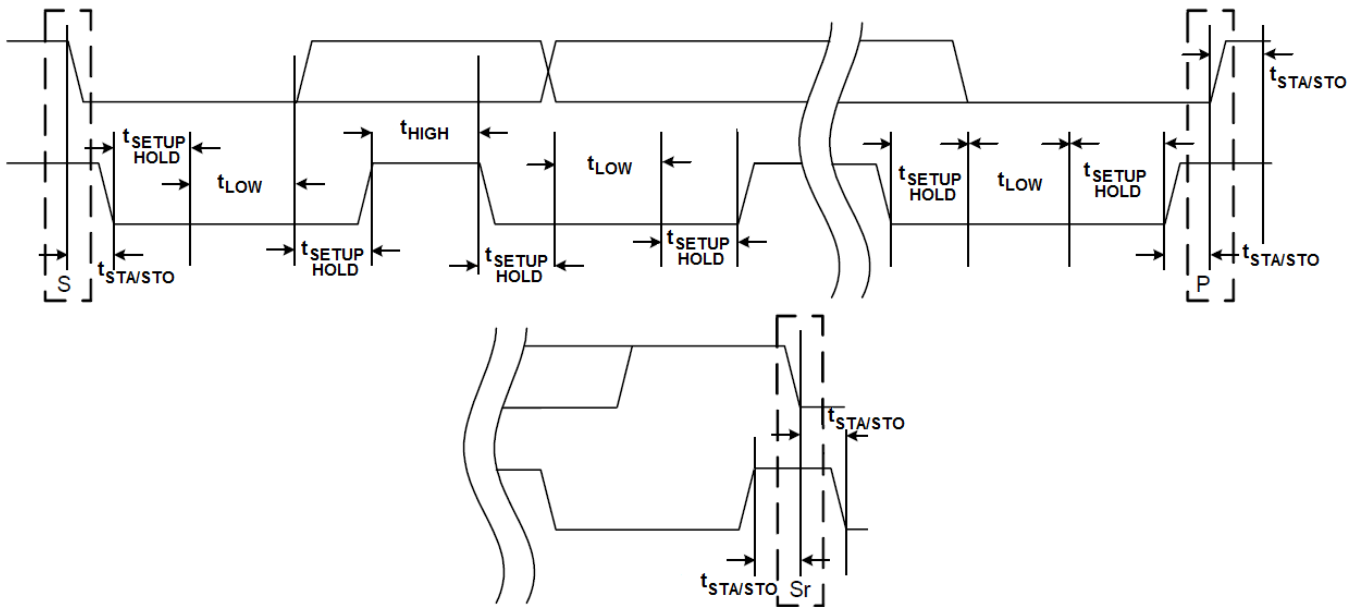 tSTA/STO
tSETUP
HOLD
tHIGH
tLOW
tLOW
tSETUP
HOLD
tLOW
tSETUP
HOLD
tSETUP
HOLD
tSETUP
HOLD
tSETUP
HOLD
tSTA/STO
tSTA/STO
S
P
tSTA/STO
tSTA/STO
Sr